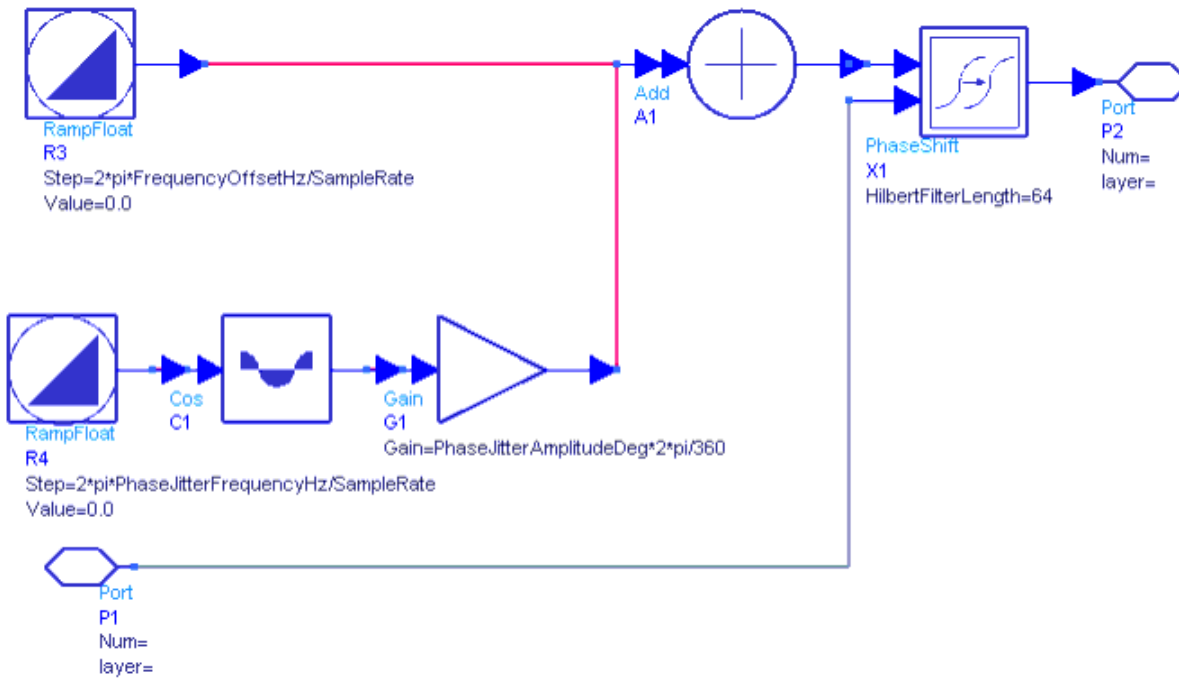 RampFloat
R3
Step=2*pi*FrequencyOffsetHz/SampleRate
Value=0.0
Add
A1
PhaseShift
X1
HilbertFilterLength=64
Port
P2
Num=
layer=
RampFloat
R4
Step=2*pi*PhaseJitterFrequencyHz/SampleRate
Value=0.0
Cos
C1
Gain
G1
Gain=PhaseJitterAmplitudeDeg*2*pi/360
Port
P1
Num=
layer=